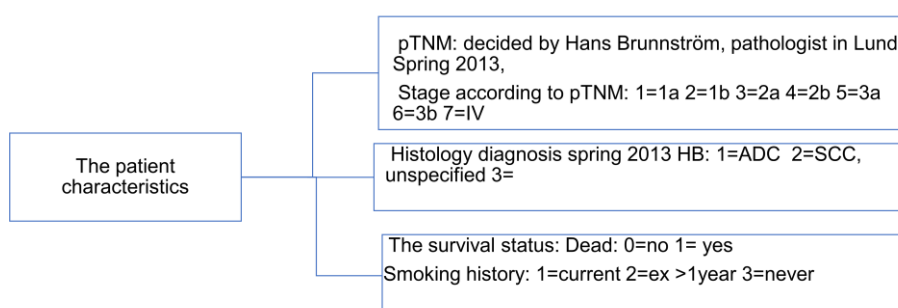 The patient
characteristics
pTNM: decided by Hans Brunnström, pathologist in Lund
Spring 2013,
Stage according to pTNM: 1=1a 2=1b 3=2a 4=2b 5=3a
6=3b 7=IV
Histology diagnosis spring 2013 HB: 1=ADC 2=SCC,
unspecified 3=
The survival status: Dead: 0=no 1= yes
Smoking history: 1=current 2=ex >1year 3=never